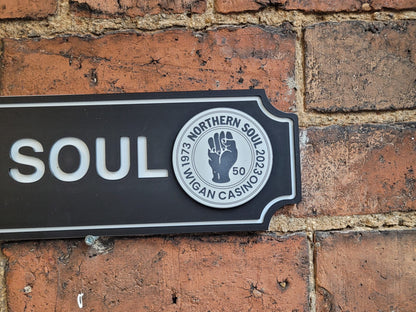 SOUL
NORTHERN SOUL
1973
2023
50
WIGAN CASINO